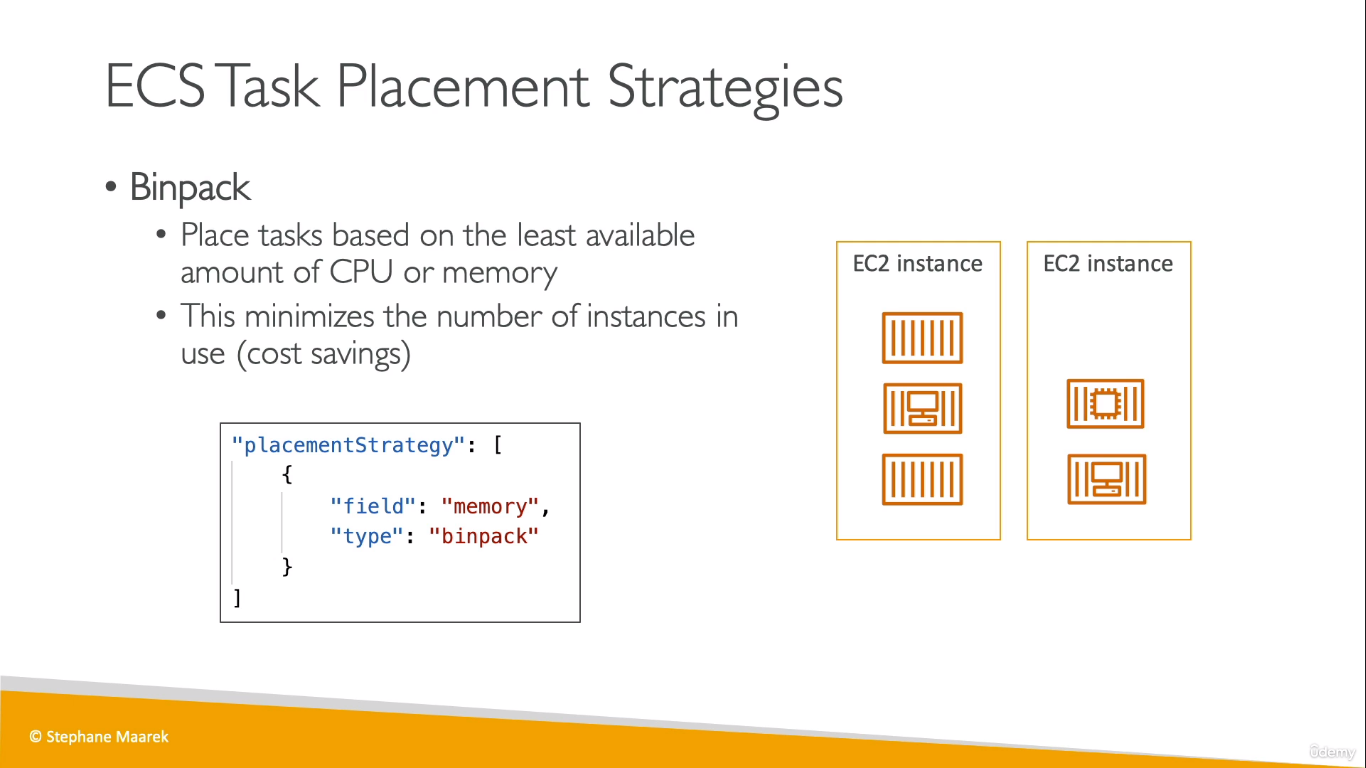 ECS Task Placement Strategies
• Binpack
• Place tasks based on the least available
amount of CPU or memory
• This minimizes the number of instances in
use (cost savings)
"placementStrategy": [
{
"field": "memory",
"type": "binpack"
}
]
EC2 instance
EC2 instance
© Stephane Maarek
ûdemy